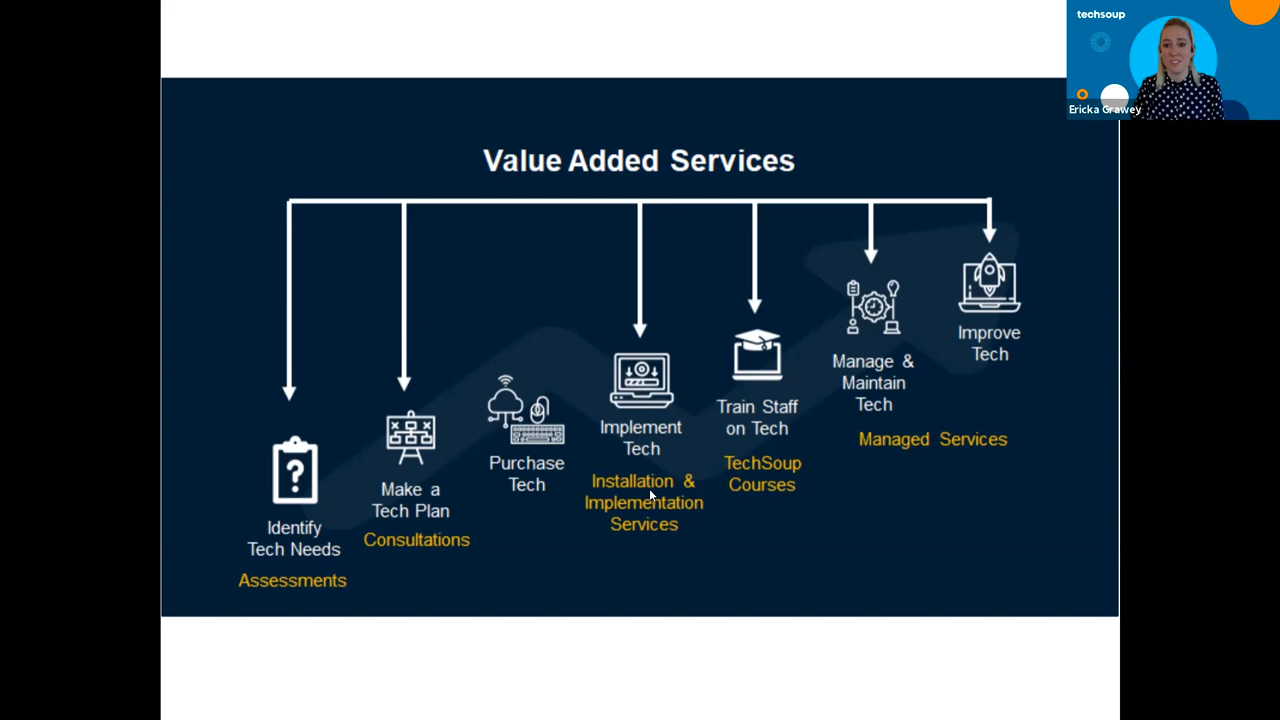 techsoup
Ericka Grawey
Value Added Services
Identify
Tech Needs
Assessments
Make a
Tech Plan
Consultations
Purchase
Tech
Implement
Tech
Installation &
Implementation
Services
Train Staff
on Tech
TechSoup
Courses
Manage &
Maintain
Tech
Managed Services
Improve
Tech